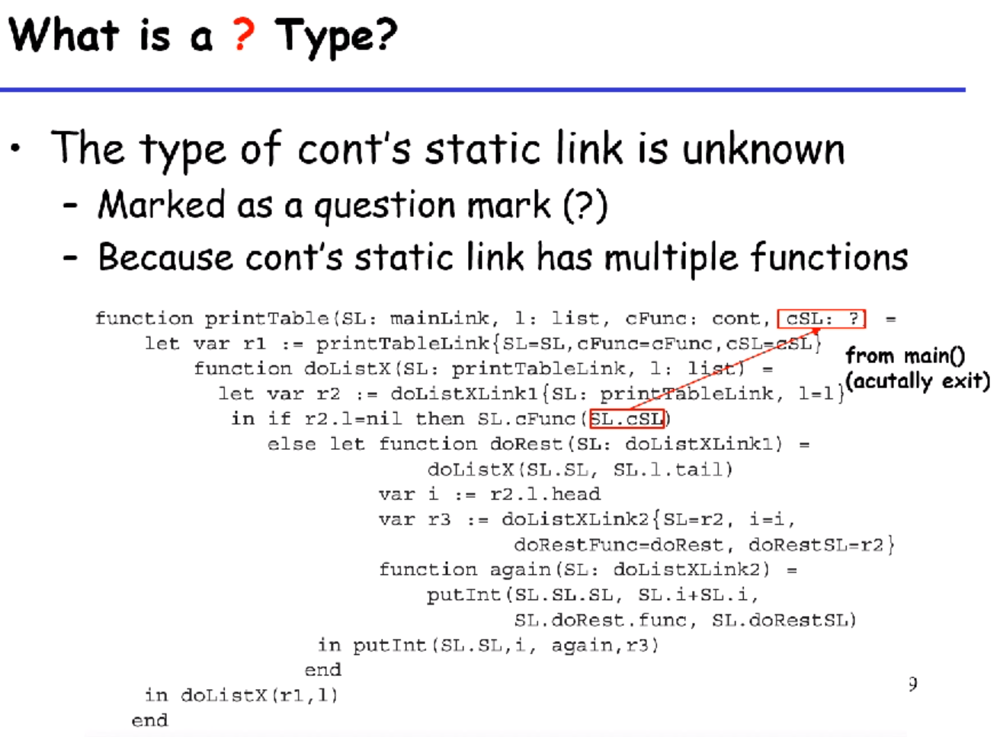 What is a ? Type?
• The type of cont's static link is unknown
– Marked as a question mark (?)
– Because cont's static link has multiple functions
function printTable(SL: mainLink, l: list, cFunc: cont, cSL: ?) =
let var r1 := printTableLink{SL=SL,cFunc=cFunc,cSL=cSL}
function doListX(SL: printTableLink, l: list) =
let var r2 := doListXLink1{SL: printTableLink, l=l}
in if r2.l=nil then SL.cFunc(SL.cSL)
else let function doRest(SL: doListXLink1) =
doListX(SL.SL, SL.l.tail)
var i := r2.l.head
var r3 := doListXLink2{SL=r2, i=i,
doRestFunc=doRest, doRestSL=r2}
function again(SL: doListXLink2) =
putInt(SL.SL.SL, SL.i+SL.i,
SL.doRest.func, SL.doRestSL)
in putInt(SL.SL,i, again,r3)
end
in doListX(r1,l)
end
from main()
(acutally exit)
9